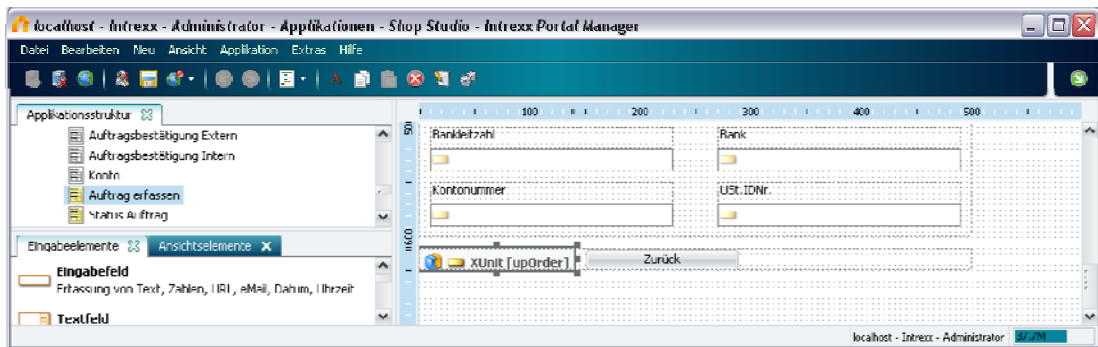 localhost - Intrexx - Administrator - Applikationen - Shop Studio - Intrexx Portal Manager
Datei Bearbeiten Neu Ansicht Applikation Extras Hilfe
Applikationsstruktur
Auftragsbestätigung Extern
Auftragsbestätigung Intern
Konto
Auftrag erfassen
Status Auftrag
Eingabeelemente Ansichtselemente
Eingabefeld
Erfassung von Text, Zahlen, URL, eMail, Datum, Uhrzeit
Textfeld
100 200 300 400 500
Bankleitzahl Bank
Kontonummer USt.IDNr.
600
XUnit [upOrder] Zurück
localhost - Intrexx - Administrator